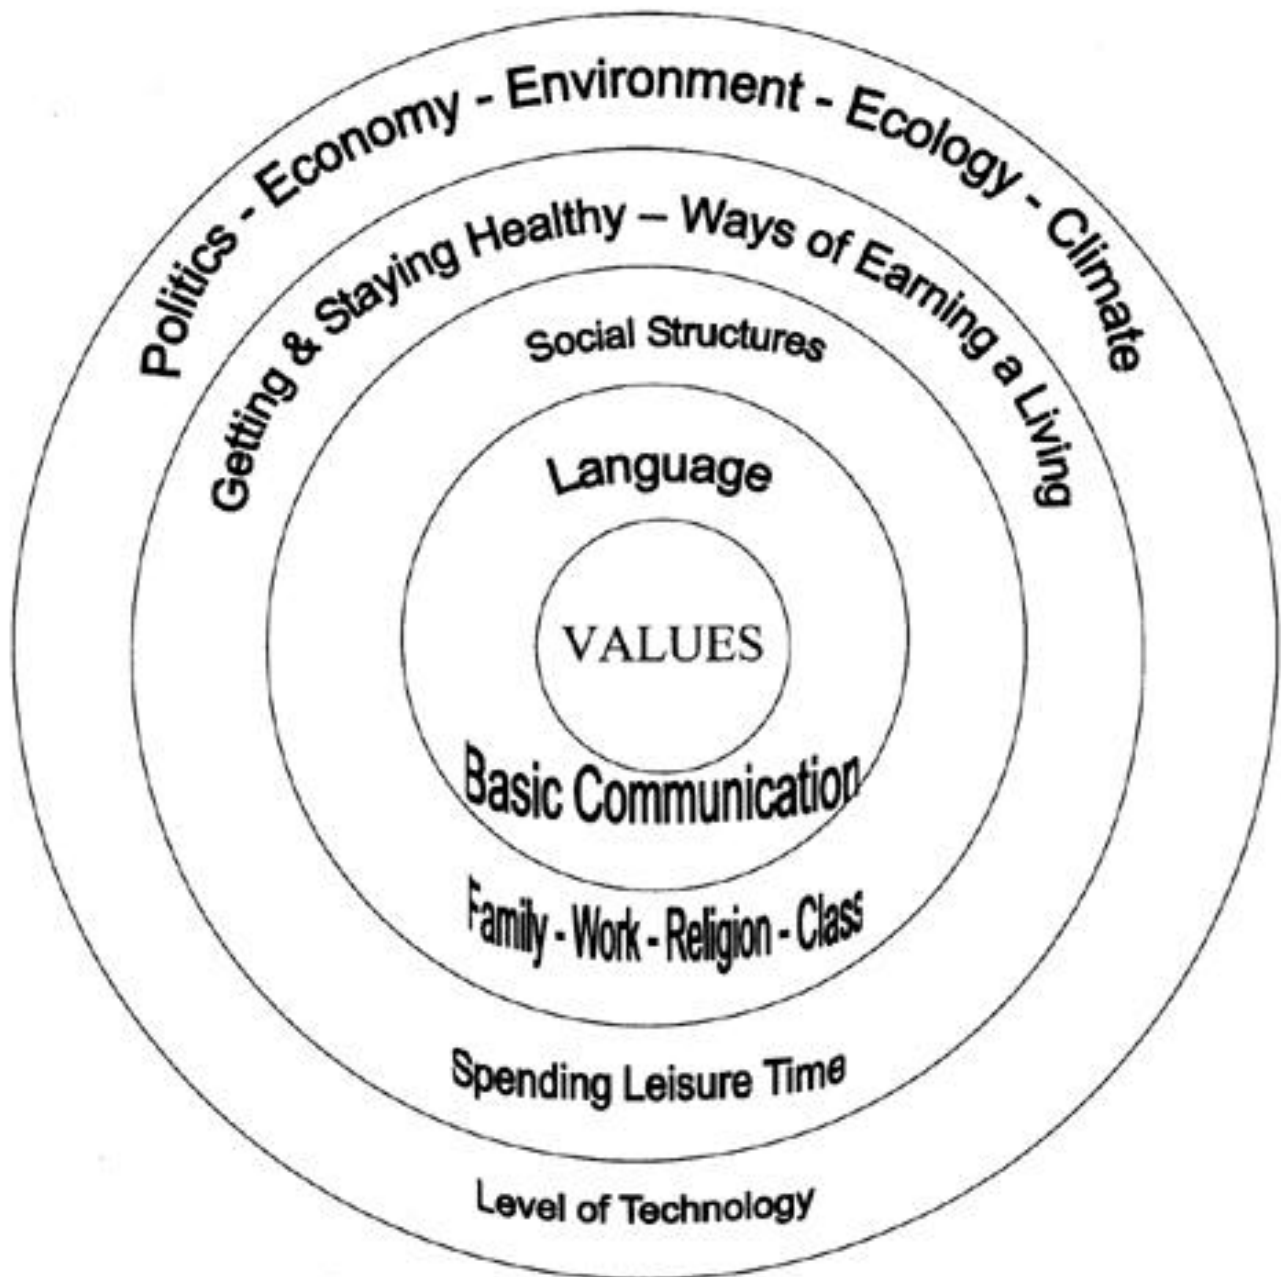 Politics - Economy - Environment - Ecology - Climate
Getting & Staying Healthy – Ways of Earning a Living
Social Structures
Language
VALUES
Basic Communication
Family - Work - Religion - Class
Spending Leisure Time
Level of Technology